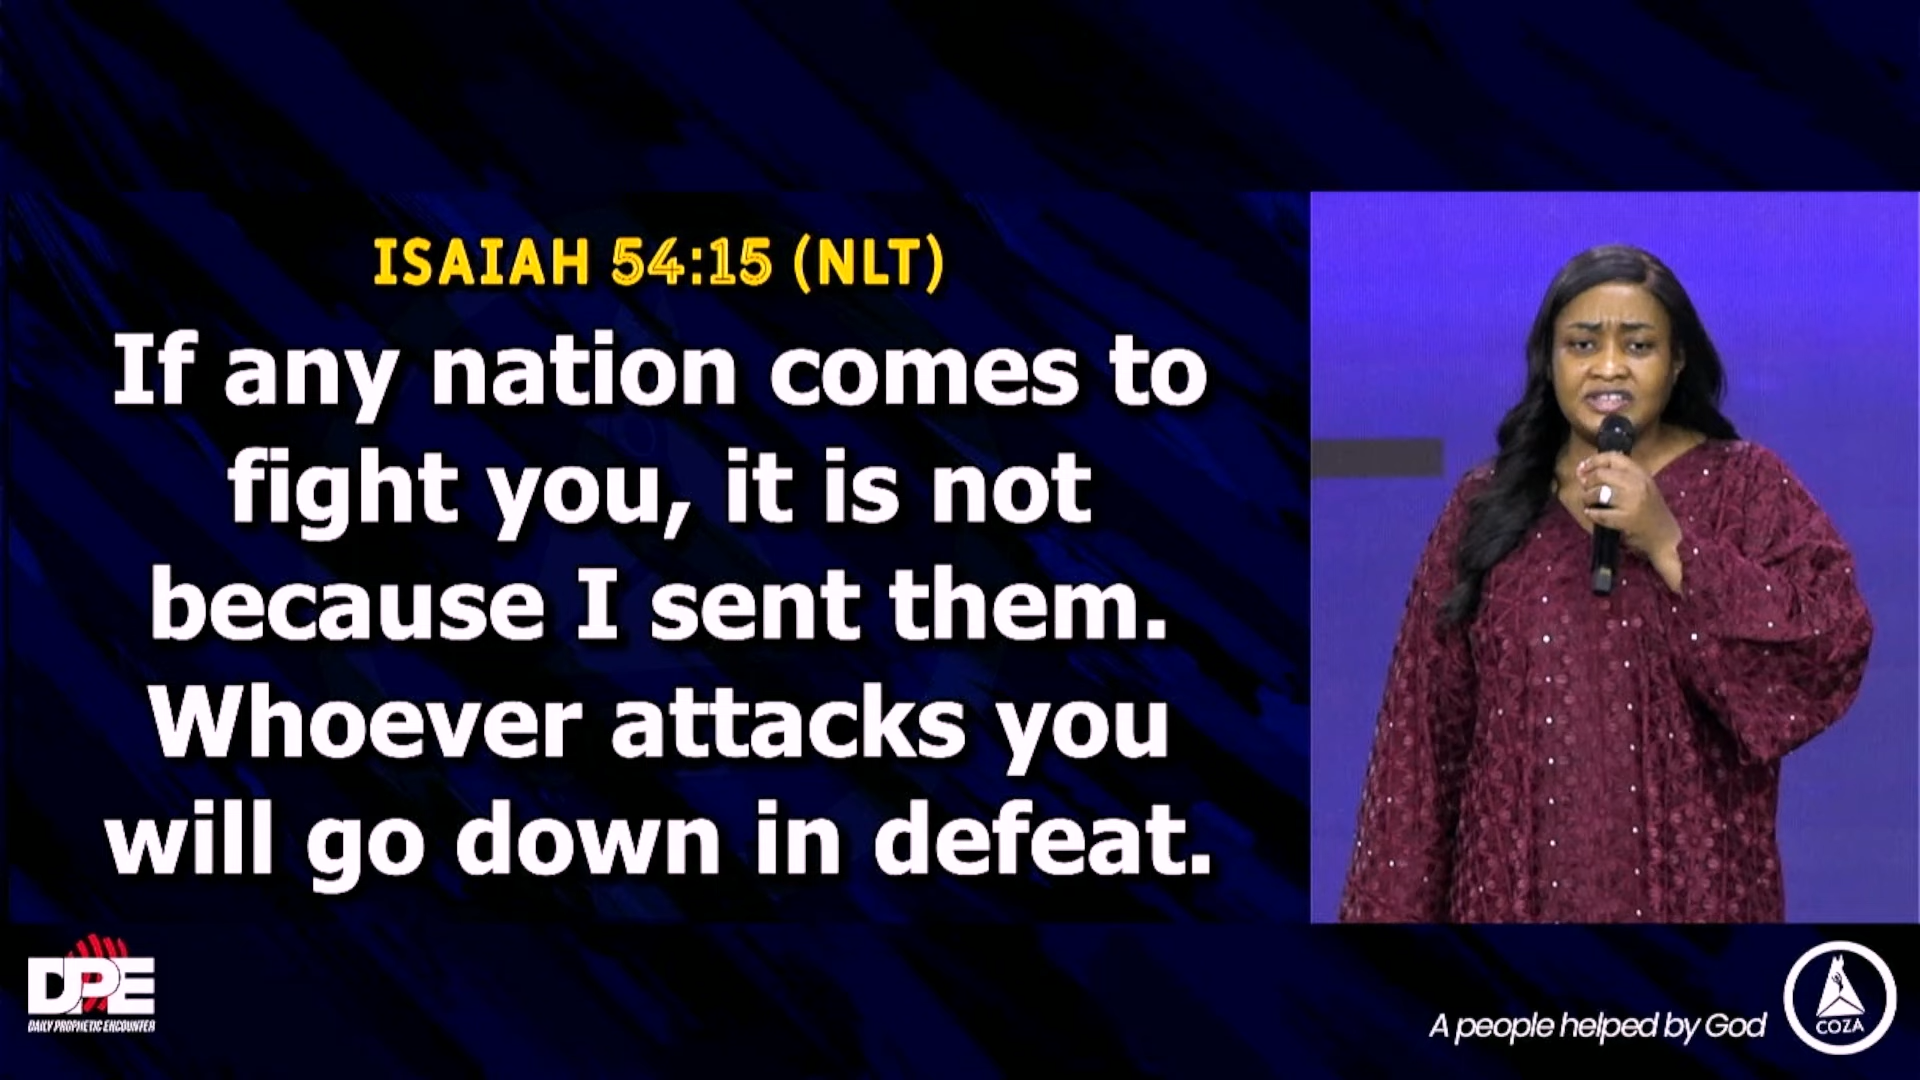 ISAIAH 54:15 (NLT)
If any nation comes to
fight you, it is not
because I sent them.
Whoever attacks you
will go down in defeat.
DPE
DAILY PROPHETIC ENCOUNTER
A people helped by God
COZA